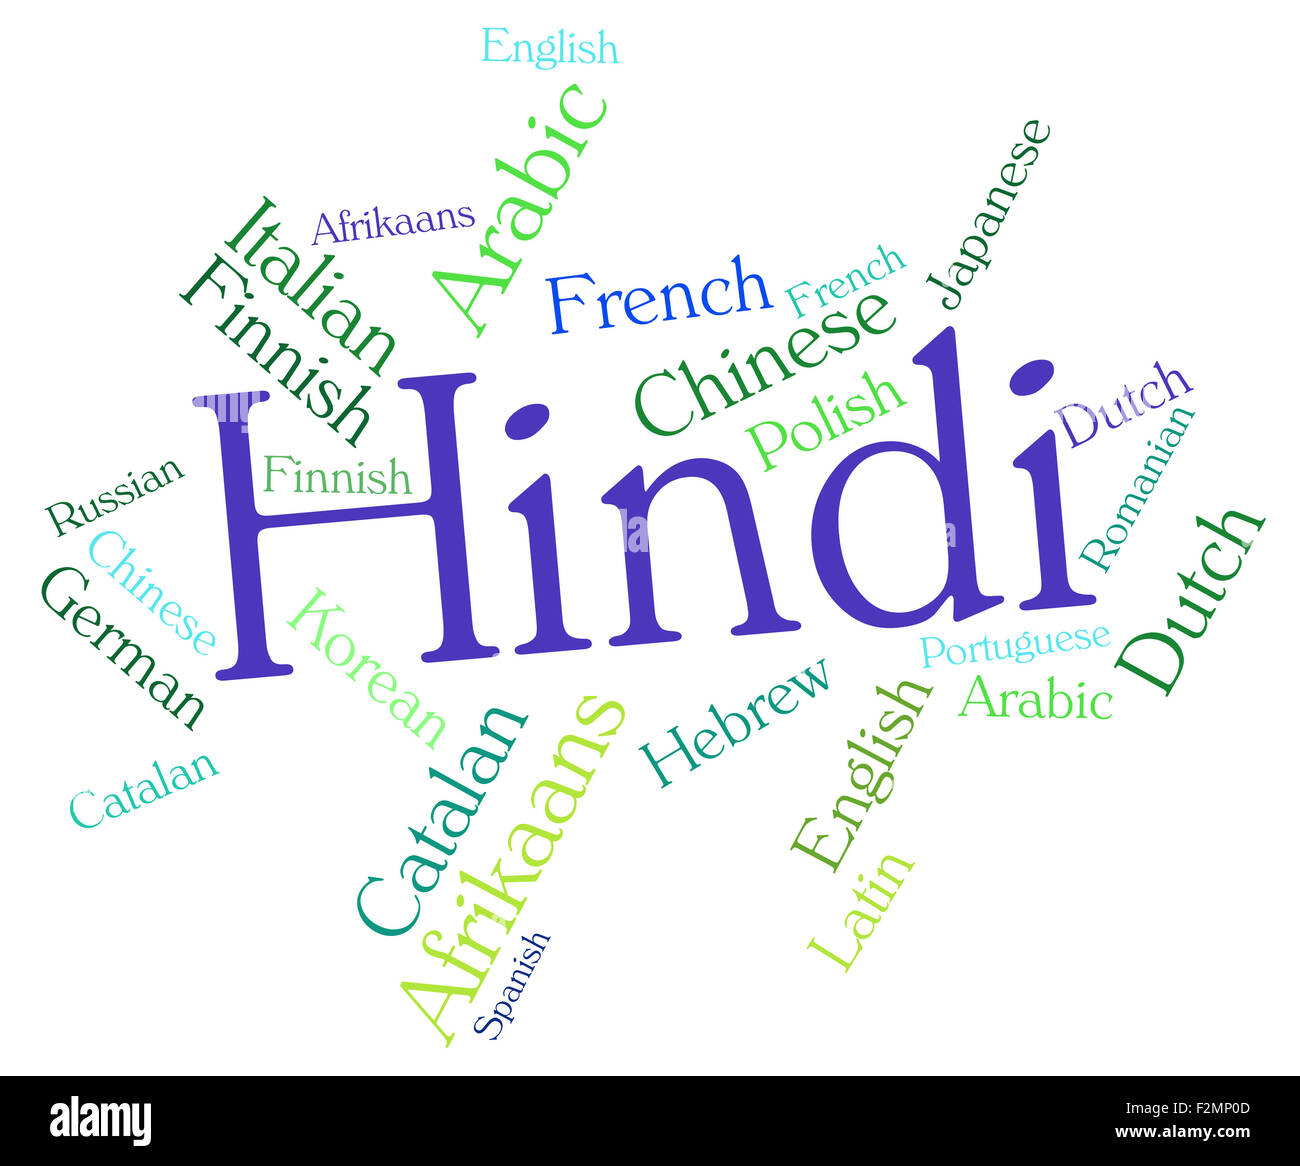 English
Arabic
Afrikaans
Italian
Finnish
French
French
Japanese
Chinese
Polish
Dutch
Hindi
Finnish
Romanian
Russian
Chinese
German
Korean
Dutch
Portuguese
Arabic
Hebrew
English
Catalan
Catalan
Afrikaans
Latin
Spanish
alamy
Image ID: F2MP0D
www.alamy.com